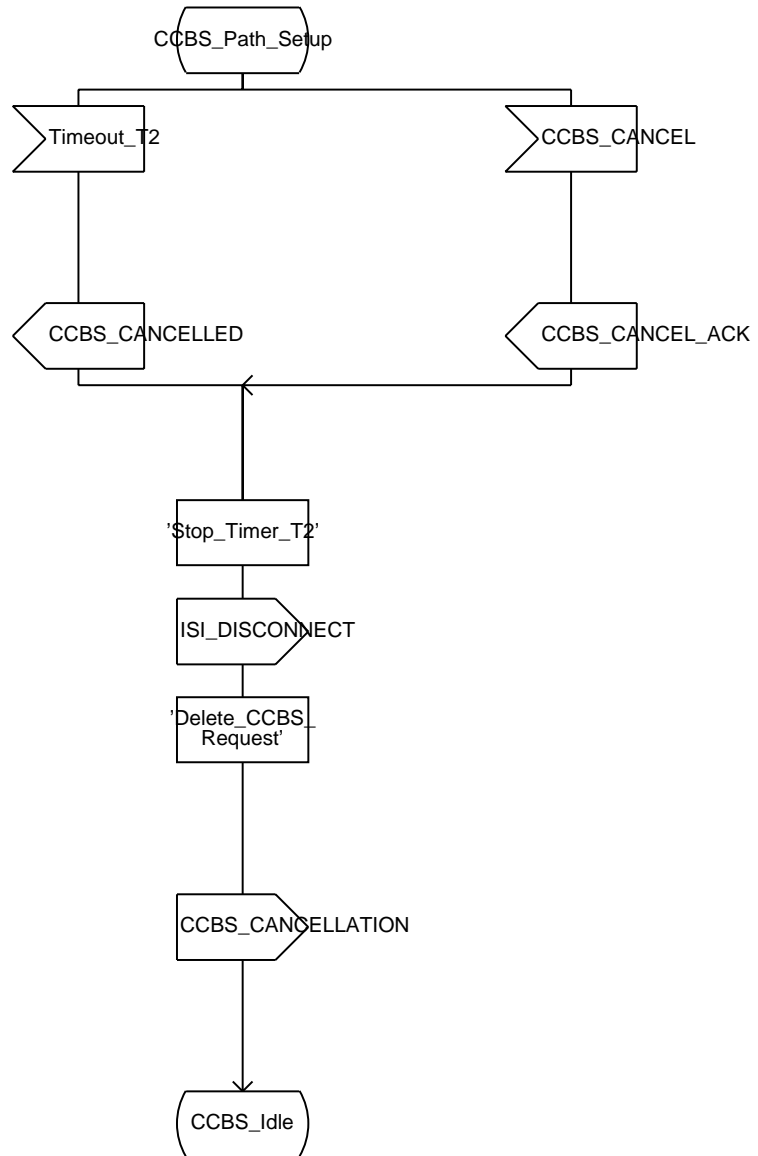 CCBS_Path_Setup
Timeout_T2
CCBS_CANCEL
CCBS_CANCELLED
CCBS_CANCEL_ACK
’Stop_Timer_T2’
ISI_DISCONNECT
’Delete_CCBS_
Request’
CCBS_CANCELLATION
CCBS_Idle